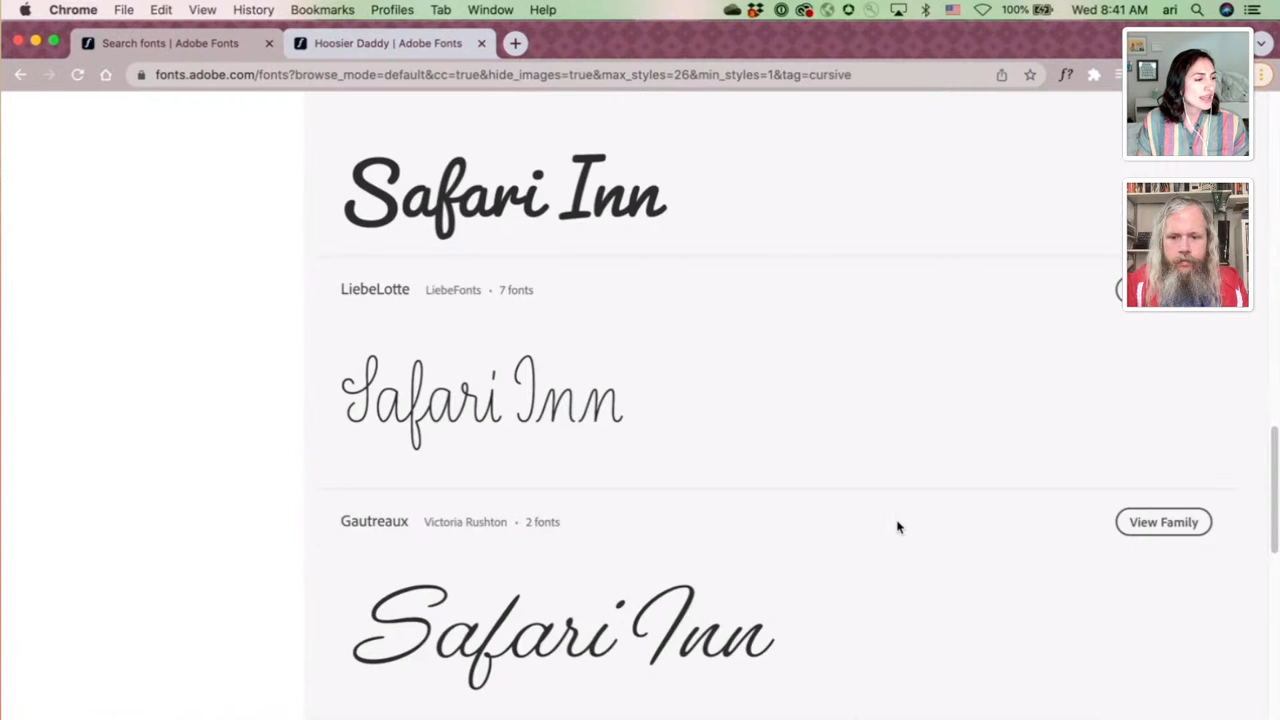 Chrome File Edit View History Bookmarks Profiles Tab Window Help 100% Wed 8:41 AM ari
Search fonts | Adobe Fonts Hoosier Daddy | Adobe Fonts
fonts.adobe.com/fonts?browse_mode=default&cc=true&hide_images=true&max_styles=26&min_styles=1&tag=cursive f?
Safari Inn
LiebeLotte LiebeFonts • 7 fonts
Safari Inn
Gautreaux Victoria Rushton • 2 fonts View Family
Safari Inn